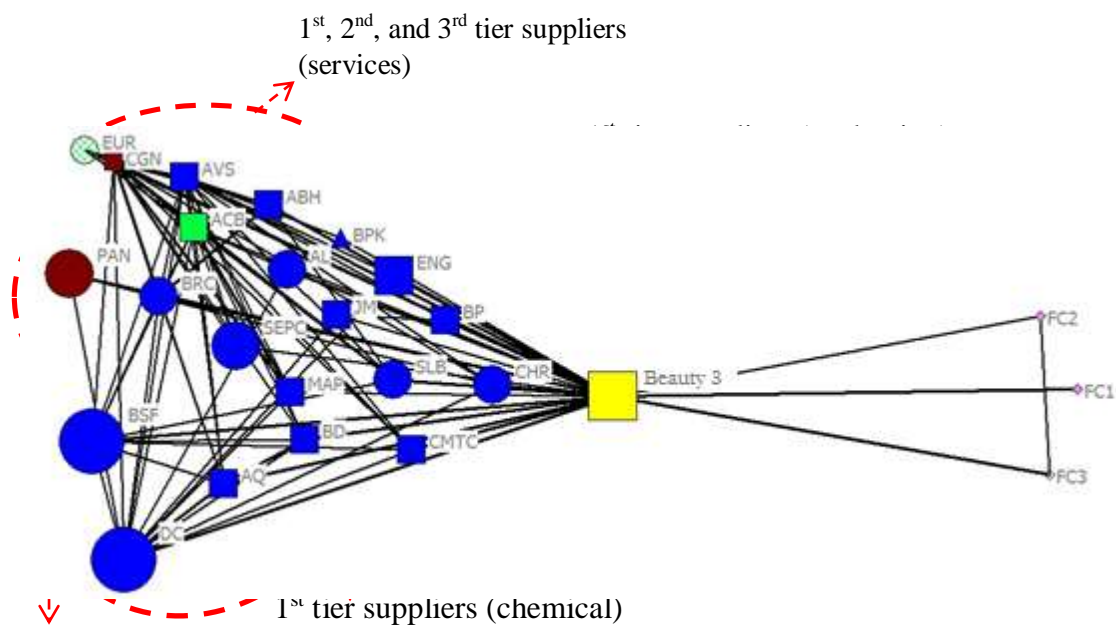 1st, 2nd, and 3rd tier suppliers
(services)
EUR
CGN
AVS
ABH
ACB
BPK
PAN
AL
ENG
BRC
JM
BP
FC2
SEPC
SLB
CHR
Beauty 3
MAP
FC1
BSF
BD
CMTC
AQ
FC3
DC
1st tier suppliers (chemical)